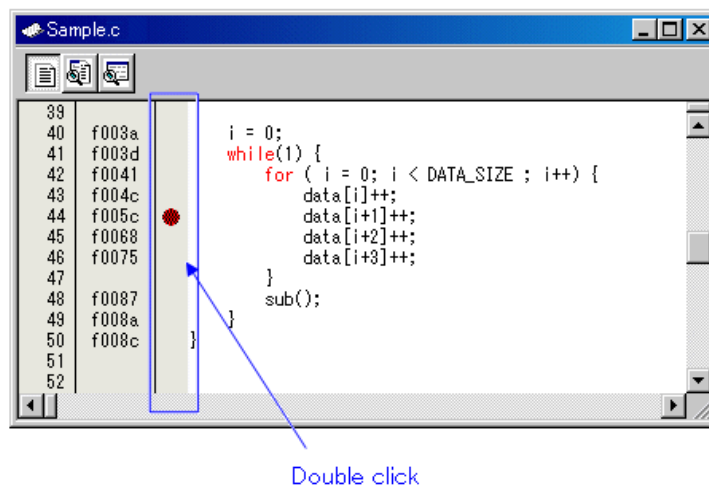 Sample.c
39
40 f003a i = 0;
41 f003d while(1) {
42 f0041 for ( i = 0; i < DATA_SIZE ; i++) {
43 f004c data[i]++;
44 f005c data[i+1]++;
45 f0068 data[i+2]++;
46 f0075 data[i+3]++;
47 }
48 f0087 sub();
49 f008a }
50 f008c }
51
52
Double click